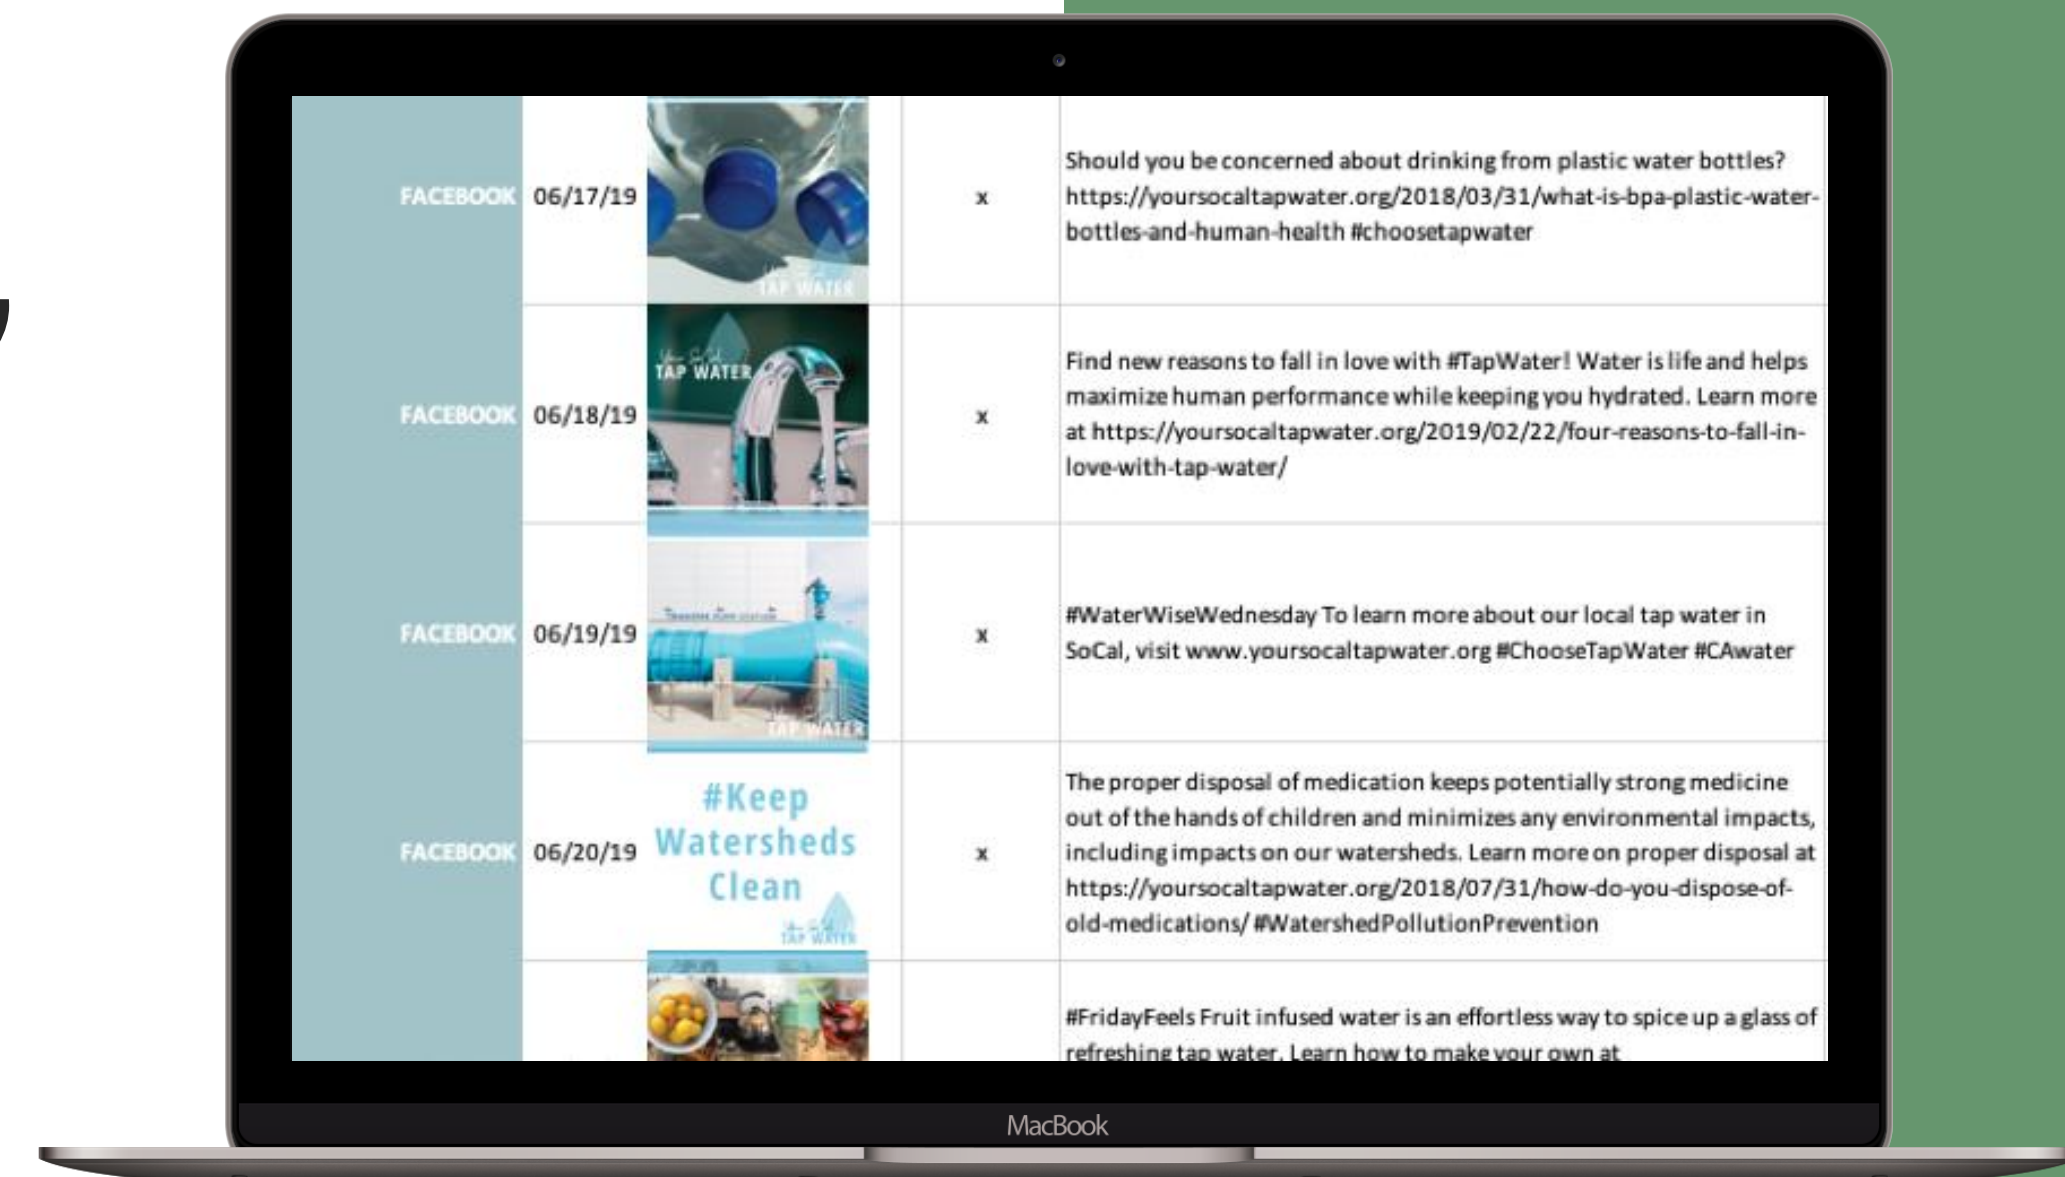 FACEBOOK
06/17/19
TAP WATER
x
Should you be concerned about drinking from plastic water bottles?
https://yoursocaltapwater.org/2018/03/31/what-is-bpa-plastic-water-
bottles-and-human-health #choosetapwater
FACEBOOK
06/18/19
Your SoCal
TAP WATER
x
Find new reasons to fall in love with #TapWater! Water is life and helps
maximize human performance while keeping you hydrated. Learn more
at https://yoursocaltapwater.org/2019/02/22/four-reasons-to-fall-in-
love-with-tap-water/
FACEBOOK
06/19/19
TAP WATER
x
#WaterWiseWednesday To learn more about our local tap water in
SoCal, visit www.yoursocaltapwater.org #ChooseTapWater #CAwater
FACEBOOK
06/20/19
#Keep
Watersheds
Clean
TAP WATER
x
The proper disposal of medication keeps potentially strong medicine
out of the hands of children and minimizes any environmental impacts,
including impacts on our watersheds. Learn more on proper disposal at
https://yoursocaltapwater.org/2018/07/31/how-do-you-dispose-of-
old-medications/ #WatershedPollutionPrevention
#FridayFeels Fruit infused water is an effortless way to spice up a glass of
refreshing tap water. Learn how to make your own at
MacBook